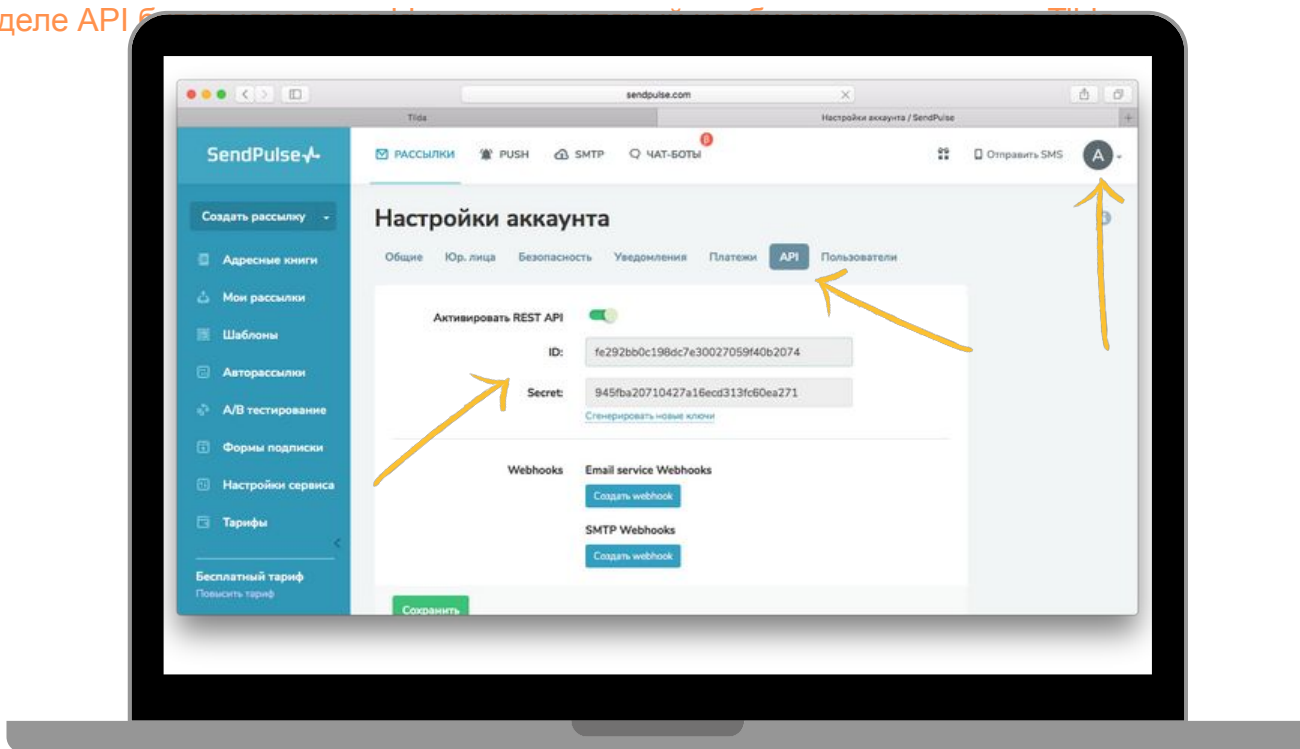 деле API
sendpulse.com
Tilda
Настройки аккаунта / SendPulse
SendPulse
РАССЫЛКИ
PUSH
SMTP
ЧАТ-БОТЫ
Отправить SMS
A
Создать рассылку
Настройки аккаунта
Общие
Юр. лица
Безопасность
Уведомления
Платежи
API
Пользователи
Адресные книги
Мои рассылки
Шаблоны
Авторассылки
A/B тестирование
Формы подписки
Настройки сервиса
Тарифы
Бесплатный тариф
Повысить тариф
Активировать REST API
ID:
fe292bb0c198dc7e30027059f40b2074
Secret:
945fba20710427a16ecd313fc60ea271
Сгенерировать новые ключи
Webhooks
Email service Webhooks
Создать webhook
SMTP Webhooks
Создать webhook
Сохранить